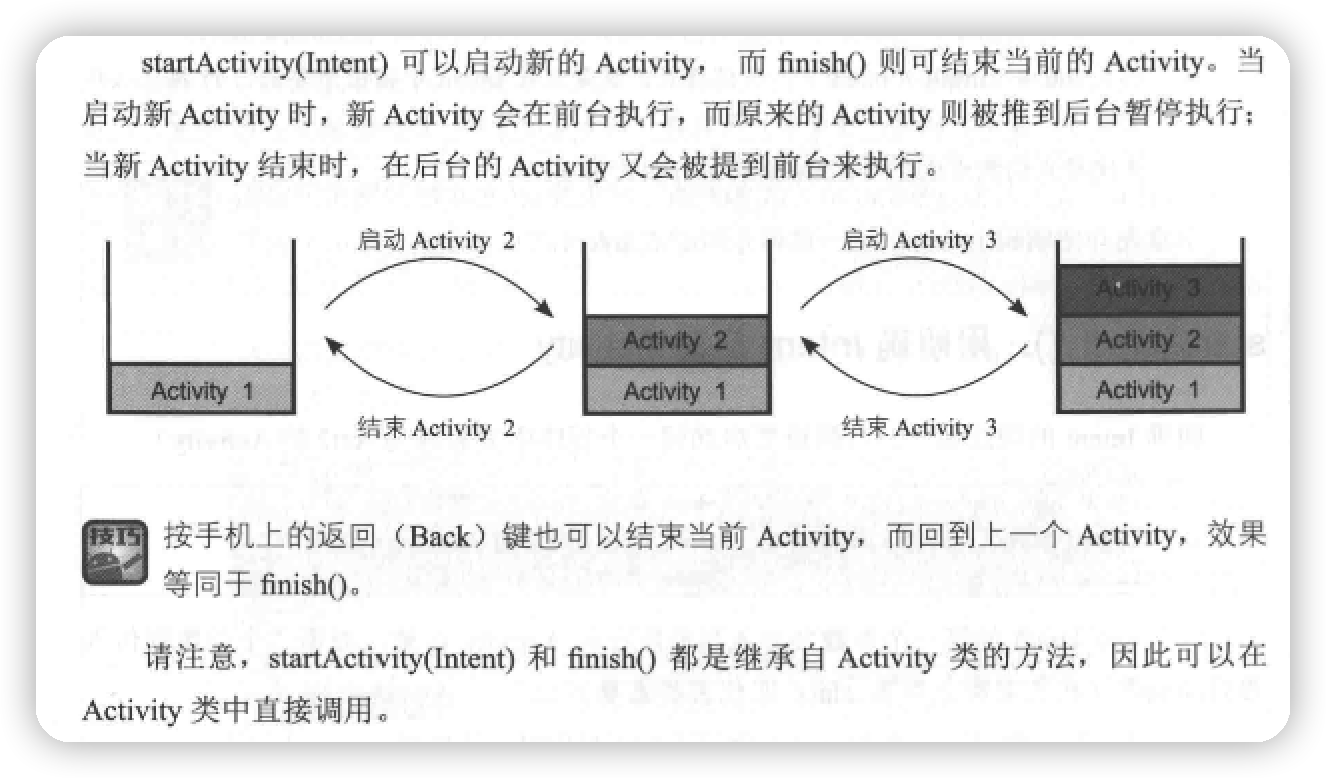 startActivity(Intent) 可以启动新的 Activity， 而 finish() 则可结束当前的 Activity。当
启动新 Activity 时，新 Activity 会在前台执行，而原来的 Activity 则被推到后台暂停执行；
当新 Activity 结束时，在后台的 Activity 又会被提到前台来执行。
启动 Activity 2
启动 Activity 3
Activity 3
Activity 2
Activity 2
Activity 1
Activity 1
Activity 1
结束 Activity 2
结束 Activity 3
技巧
按手机上的返回（Back）键也可以结束当前 Activity，而回到上一个 Activity，效果
等同于 finish()。
请注意，startActivity(Intent) 和 finish() 都是继承自 Activity 类的方法，因此可以在
Activity 类中直接调用。